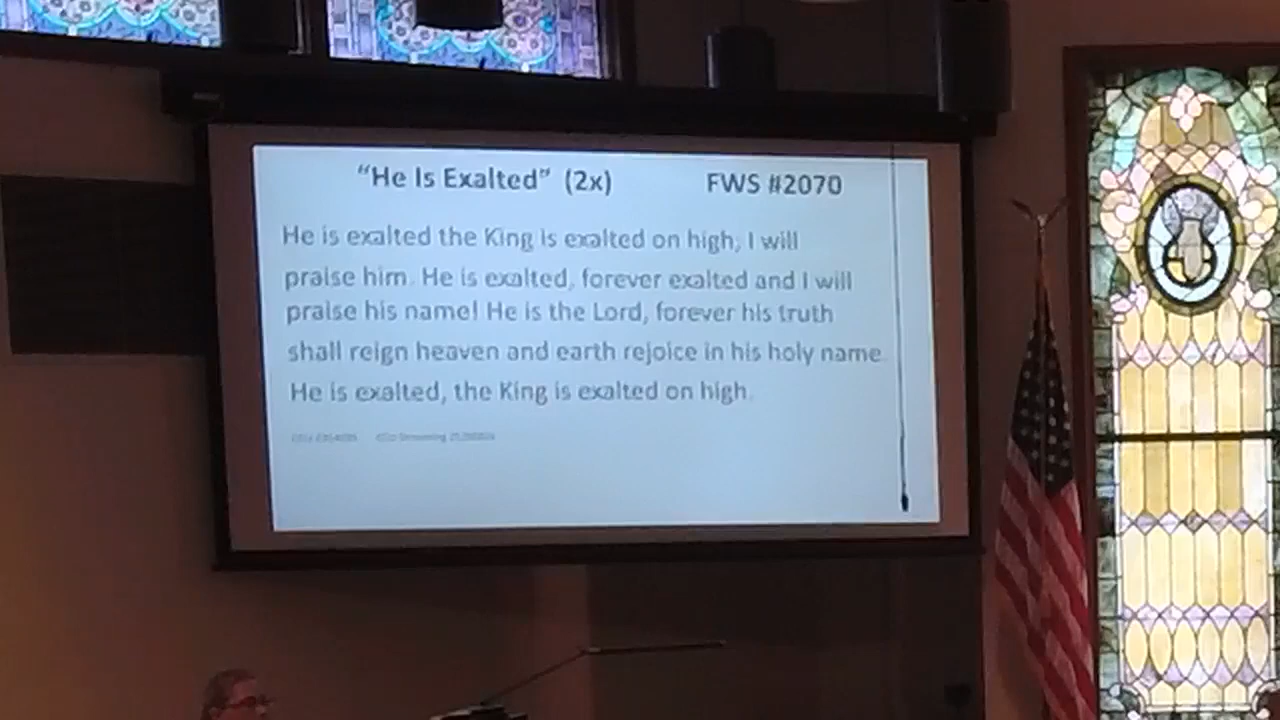 "He Is Exalted" (2x) FWS #2070
He is exalted the King is exalted on high, I will
praise him. He is exalted, forever exalted and I will
praise his name! He is the Lord, forever his truth
shall reign heaven and earth rejoice in his holy name
He is exalted, the King is exalted on high.
Streaming